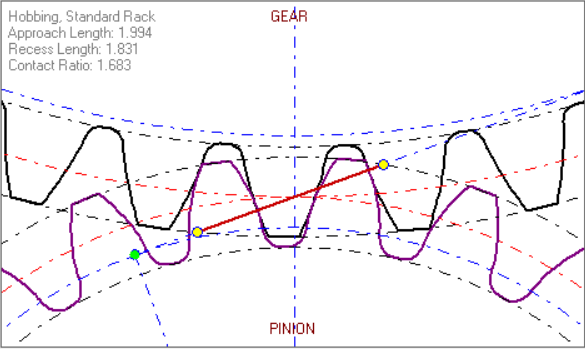 Hobbing, Standard Rack
Approach Length: 1.994
Recess Length: 1.831
Contact Ratio: 1.683
GEAR
PINION